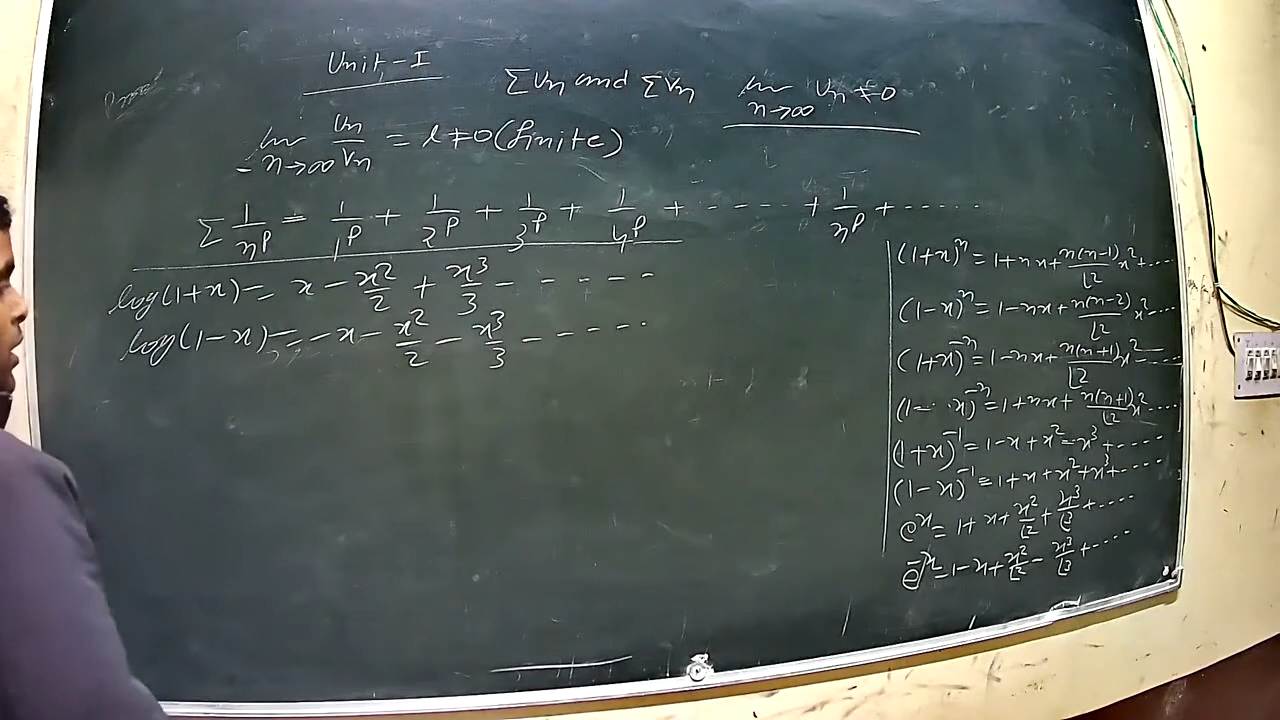 Unit-I
Σun and Σvn
lim n→∞ un ≠ 0
lim n→∞ un/vn = l ≠ 0 (finite)
Σ 1/n^p = 1/1^p + 1/2^p + 1/3^p + 1/4^p + ----- + 1/n^p + ------
log(1+x) = x - x²/2 + x³/3 - - - - - -
log(1-x) = -x - x²/2 - x³/3 - - - - - -
(1+x)^n = 1+nx+ n(n-1)/⌊2 x²+----
(1-x)^n = 1-nx+ n(n-2)/⌊2 x²----
(1+x)^-n = 1-nx+ n(n+1)/⌊2 x²-----
(1-x)^-n = 1+nx+ n(n+1)/⌊2 x²----
(1+x)^-1 = 1-x+x²-x³+----
(1-x)^-1 = 1+x+x²+x³+----
e^x = 1+x+ x²/⌊2 + x³/⌊3 +----
e^-x = 1-x+ x²/⌊2 - x³/⌊3 +----